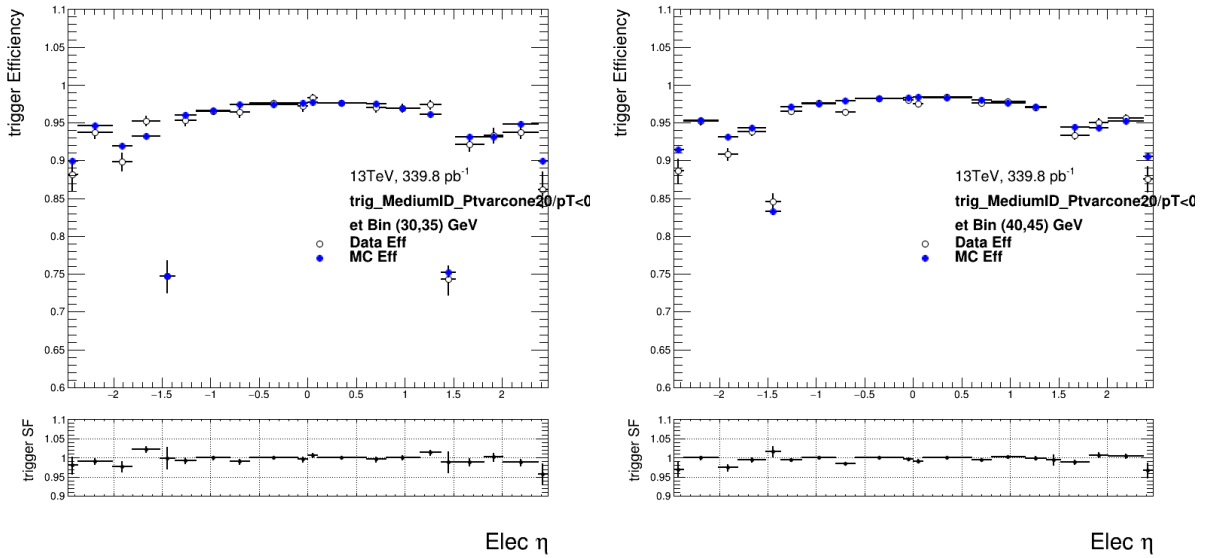 trigger Efficiency
1.1
1.05
1
0.95
0.9
0.85
0.8
0.75
0.7
0.65
0.6
13TeV, 339.8 pb-1
trig_MediumID_Ptvarcone20/pT<0
et Bin (30,35) GeV
Data Eff
MC Eff
−2 −1.5 −1 −0.5 0 0.5 1 1.5 2
trigger SF
1.1
1.05
1
0.95
0.9
Elec η
trigger Efficiency
1.1
1.05
1
0.95
0.9
0.85
0.8
0.75
0.7
0.65
0.6
13TeV, 339.8 pb-1
trig_MediumID_Ptvarcone20/pT<0
et Bin (40,45) GeV
Data Eff
MC Eff
−2 −1.5 −1 −0.5 0 0.5 1 1.5 2
trigger SF
1.1
1.05
1
0.95
0.9
Elec η